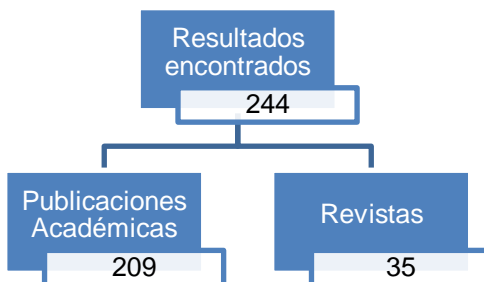 Resultados
encontrados
244
Publicaciones
Académicas
209
Revistas
35